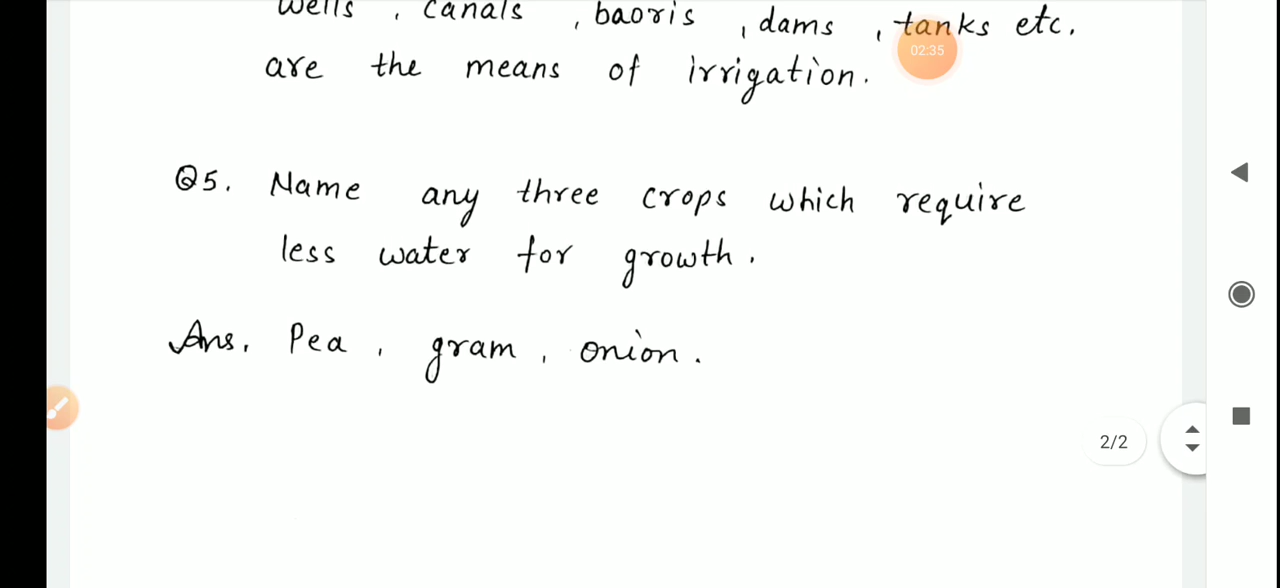 wells , canals , baoris , dams , tanks etc.
02:35
are the means of irrigation.
Q5. Name any three crops which require
less water for growth.
Ans. Pea , gram , onion.
2/2